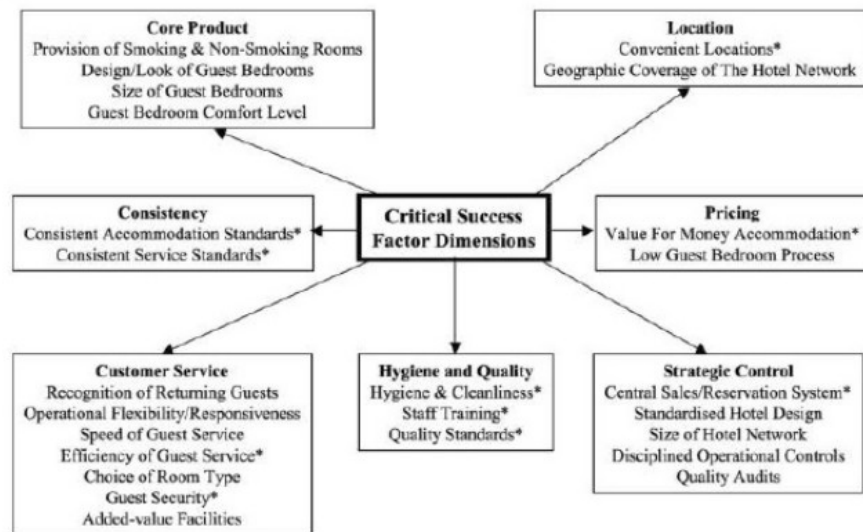 Core Product
Provision of Smoking & Non-Smoking Rooms
Design/Look of Guest Bedrooms
Size of Guest Bedrooms
Guest Bedroom Comfort Level
Location
Convenient Locations*
Geographic Coverage of The Hotel Network
Consistency
Consistent Accommodation Standards*
Consistent Service Standards*
Critical Success
Factor Dimensions
Pricing
Value For Money Accommodation*
Low Guest Bedroom Process
Customer Service
Recognition of Returning Guests
Operational Flexibility/Responsiveness
Speed of Guest Service
Efficiency of Guest Service*
Choice of Room Type
Guest Security*
Added-value Facilities
Hygiene and Quality
Hygiene & Cleanliness*
Staff Training*
Quality Standards*
Strategic Control
Central Sales/Reservation System*
Standardised Hotel Design
Size of Hotel Network
Disciplined Operational Controls
Quality Audits